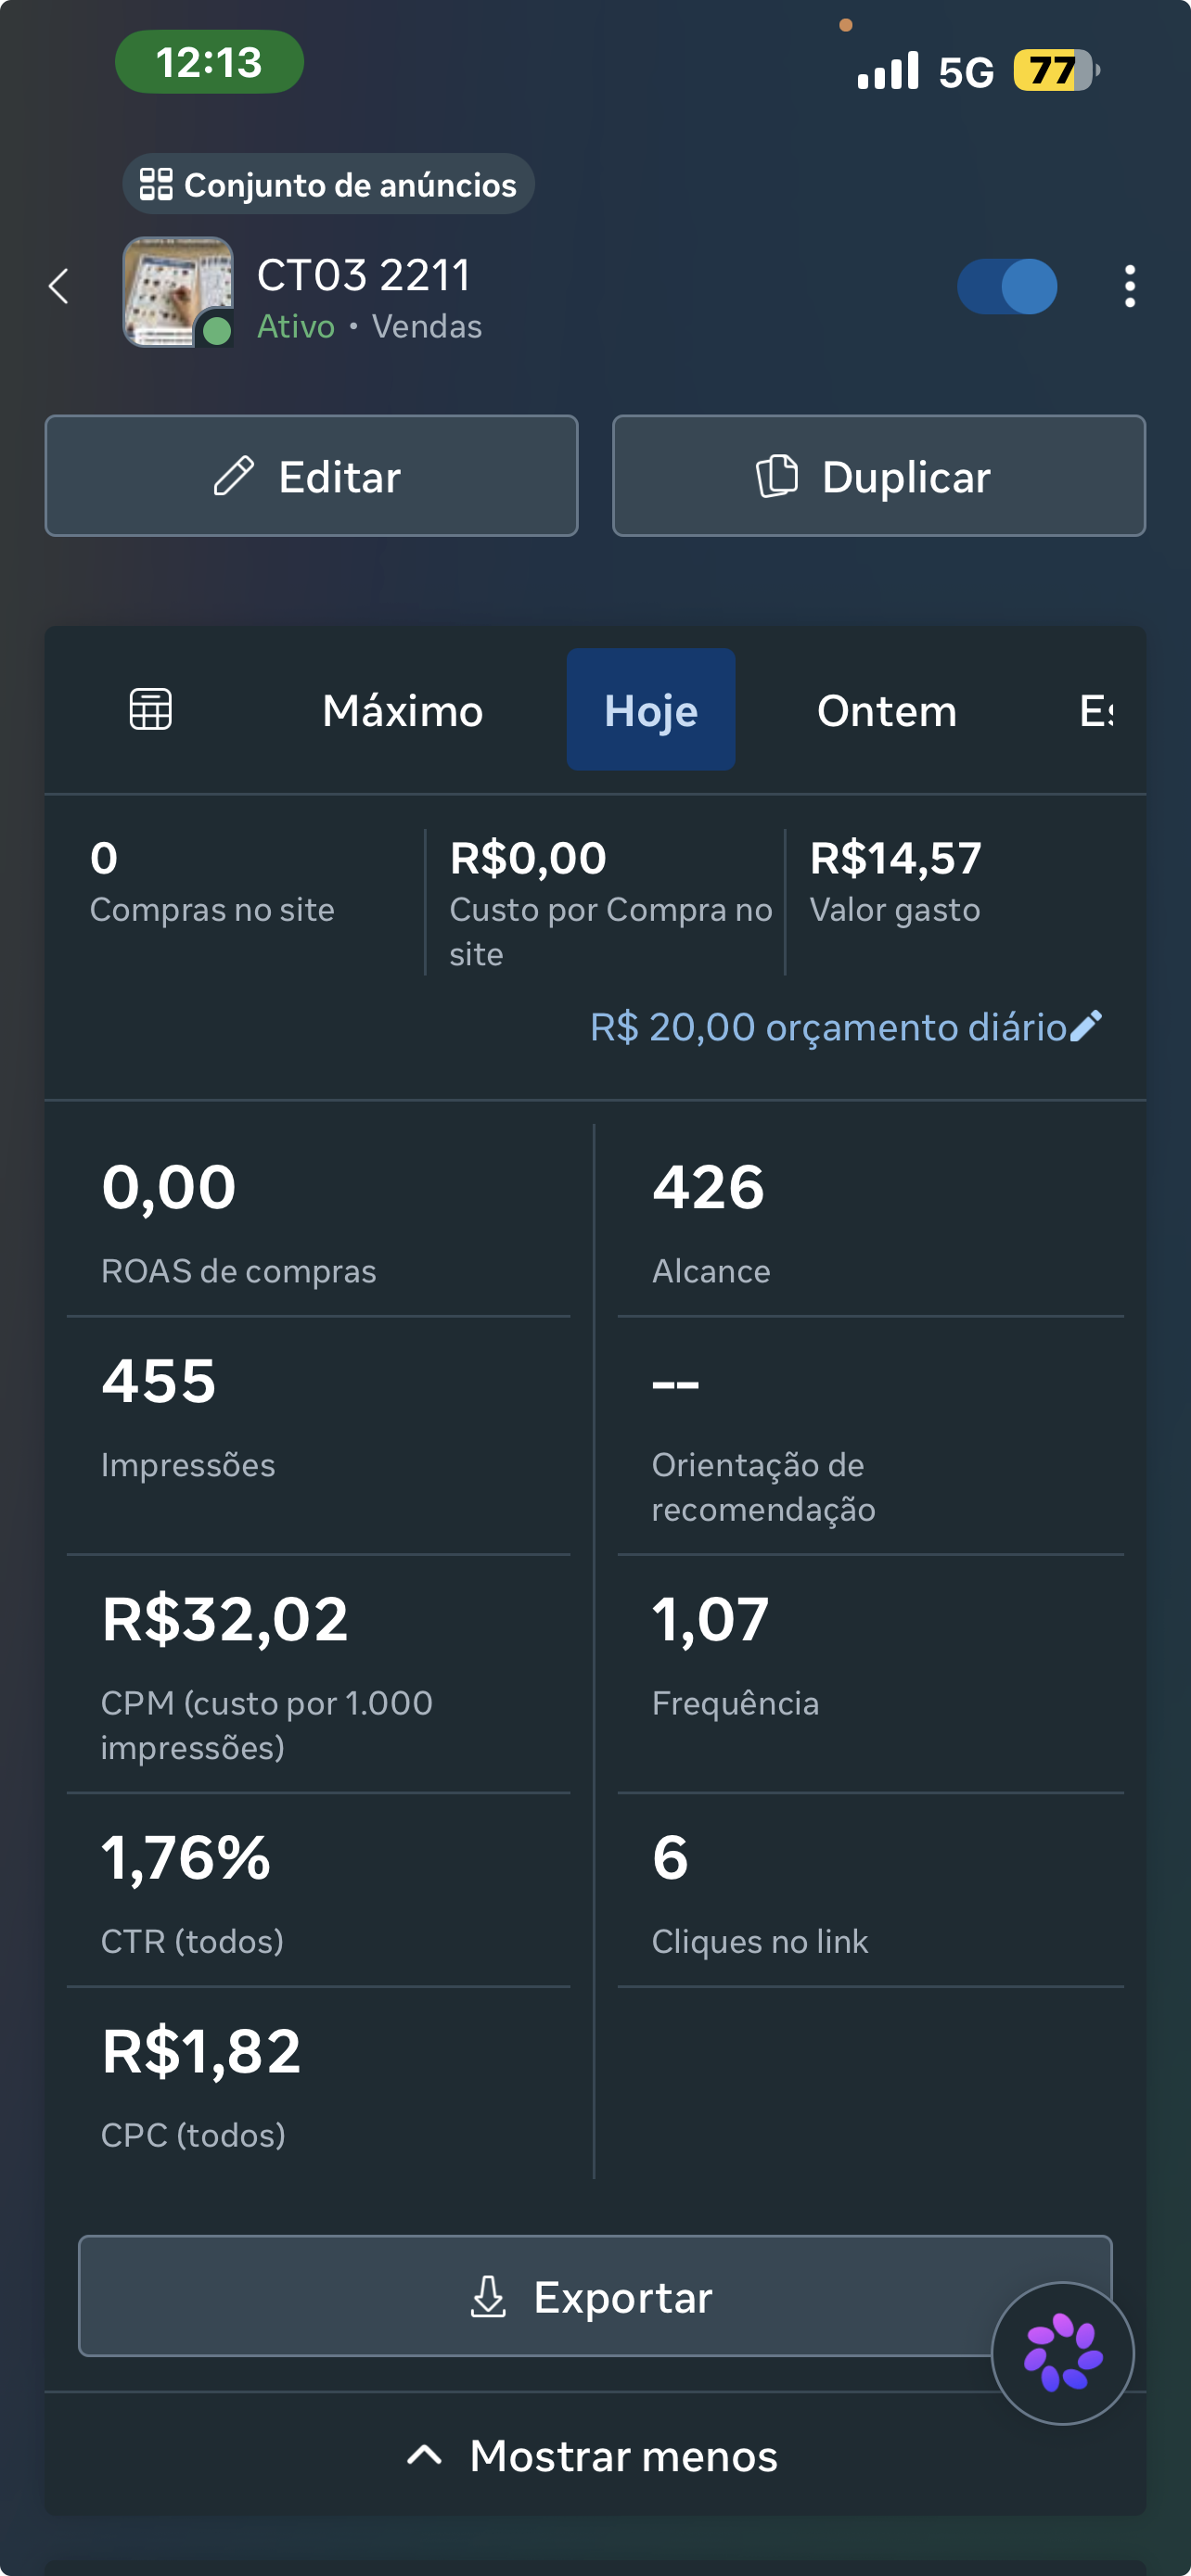 12:13
5G
77
Conjunto de anúncios
CT03 2211
Ativo • Vendas
Editar
Duplicar
Máximo
Hoje
Ontem
0
Compras no site
R$0,00
Custo por Compra no
site
R$14,57
Valor gasto
R$ 20,00 orçamento diário
0,00
ROAS de compras
426
Alcance
455
Impressões
--
Orientação de
recomendação
R$32,02
CPM (custo por 1.000
impressões)
1,07
Frequência
1,76%
CTR (todos)
6
Cliques no link
R$1,82
CPC (todos)
Exportar
Mostrar menos